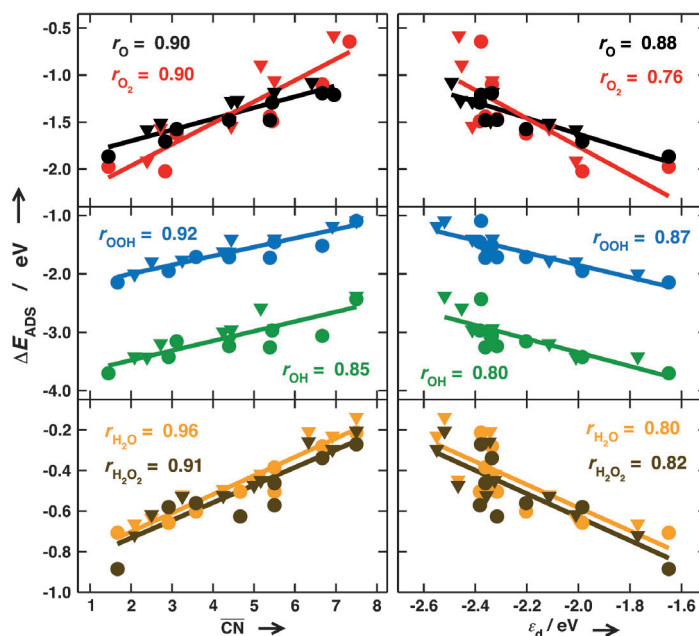 -0.5
r_O = 0.90
r_O = 0.88
-1.0
r_O₂ = 0.90
r_O₂ = 0.76
-1.5
-2.0
-1.0
r_OOH = 0.92
r_OOH = 0.87
-2.0
ΔE_ADS / eV →
-3.0
r_OH = 0.85
r_OH = 0.80
-4.0
-0.2
r_H₂O = 0.96
r_H₂O = 0.80
-0.4
r_H₂O₂ = 0.91
r_H₂O₂ = 0.82
-0.6
-0.8
-1.0
1 2 3 4 5 6 7 8
-2.6 -2.4 -2.2 -2.0 -1.8 -1.6
C̅N̅ →
ε_d / eV →